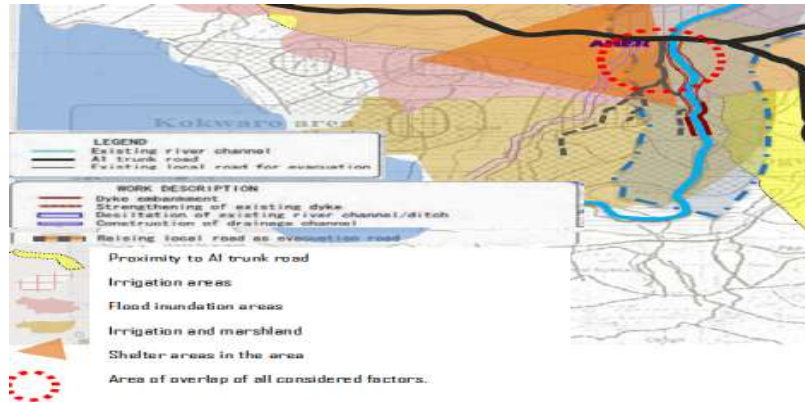 AHER
Kokwaro area
LEGEND
Existing river channel
A1 trunk road
Existing local road for evacuation
WORK DESCRIPTION
Dyke embankment
Strengthening of existing dyke
Desiltation of existing river channel/ditch
Construction of drainage channel
Raising local road as evacuation road
Proximity to A1 trunk road
Irrigation areas
Flood inundation areas
Irrigation and marshland
Shelter areas in the area
Area of overlap of all considered factors.